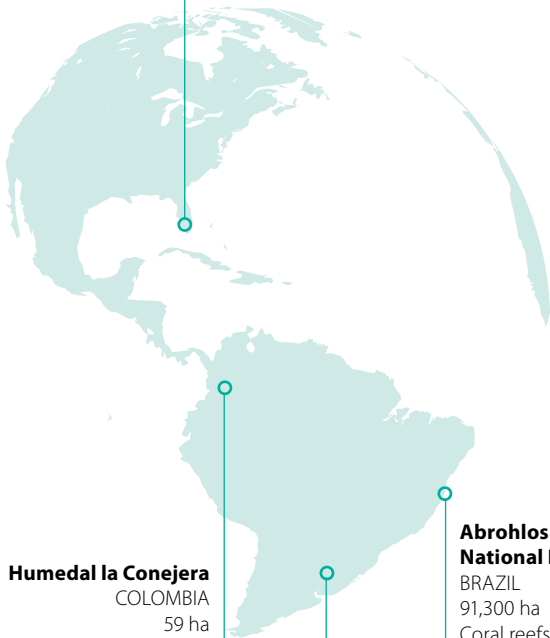 Humedal la Conejera
COLOMBIA
59 ha
Abrohlos
National
BRAZIL
91,300 ha
Coral reefs